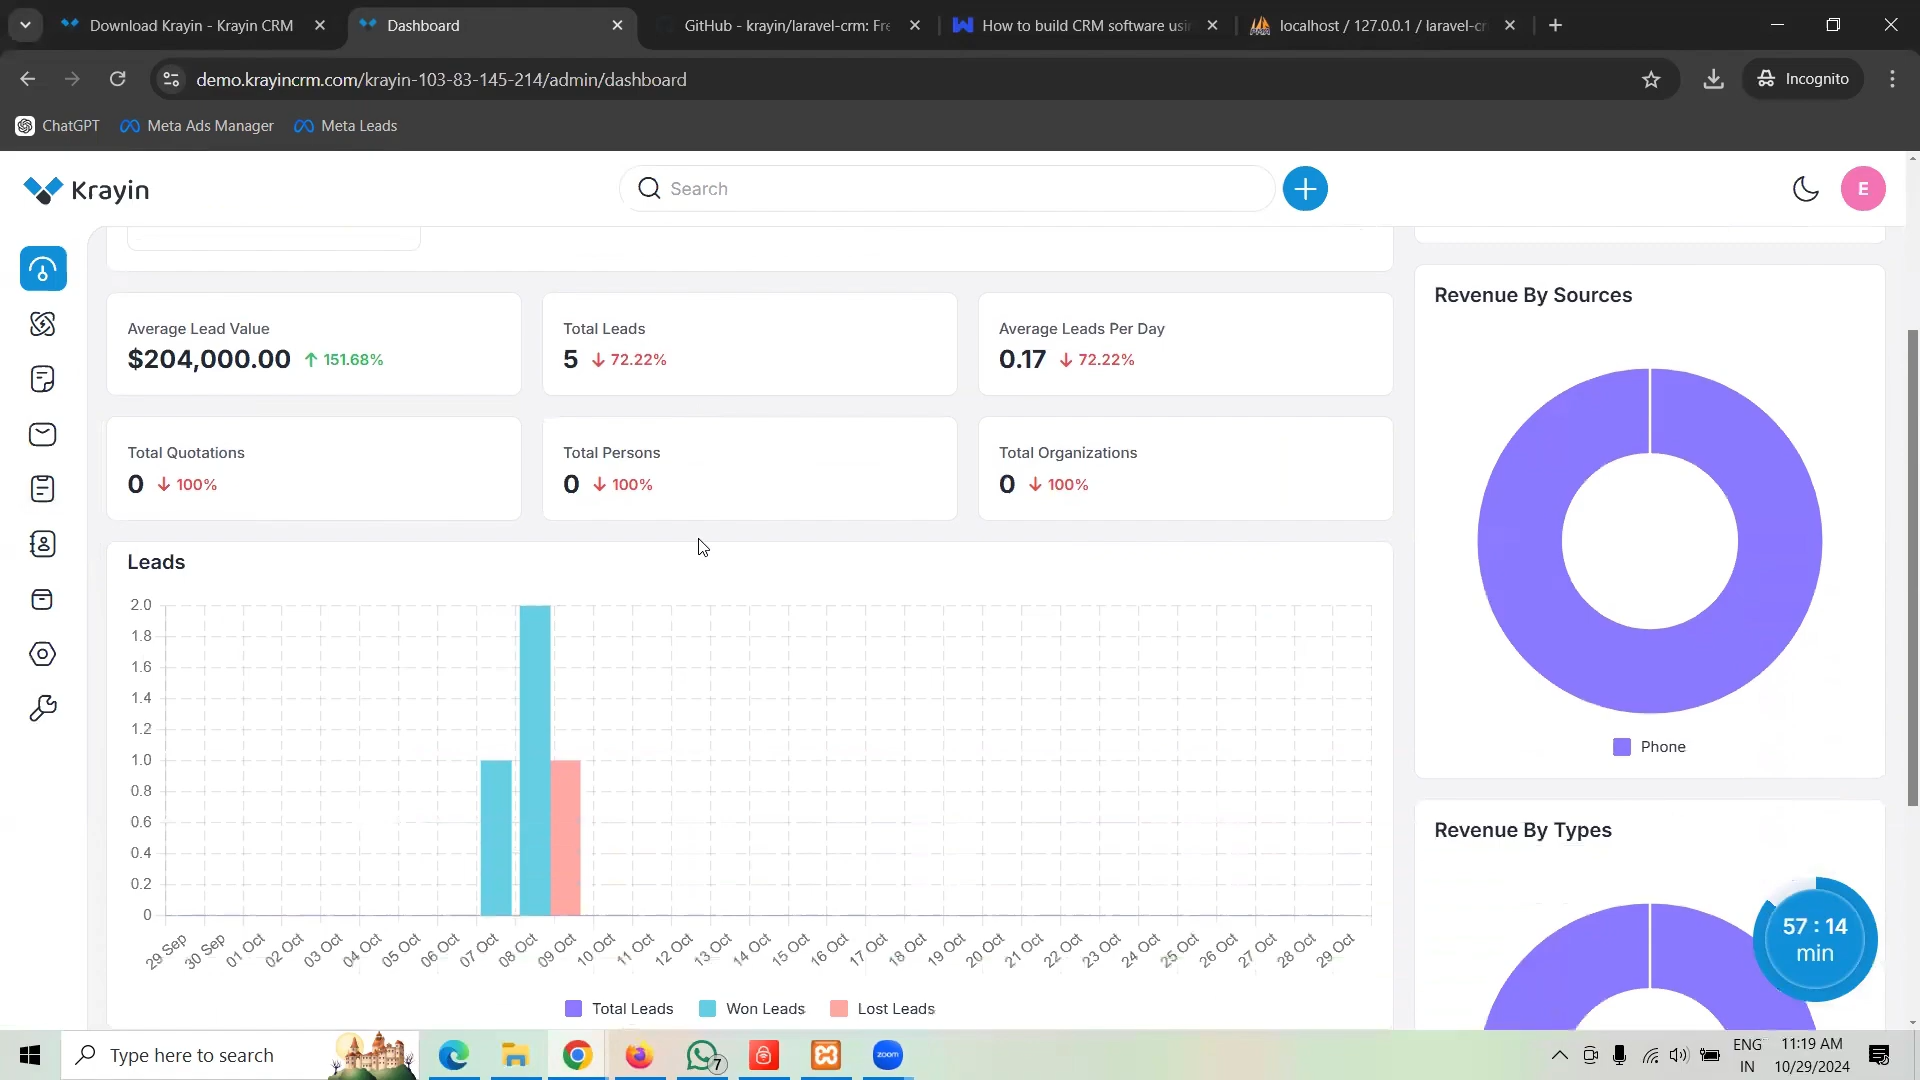 Download Krayin - Krayin CRM
Dashboard
GitHub - krayin/laravel-crm: Fre
How to build CRM software usi
localhost / 127.0.0.1 / laravel-cr
demo.krayincrm.com/krayin-103-83-145-214/admin/dashboard
Incognito
ChatGPT
Meta Ads Manager
Meta Leads
Krayin
Search
E
Average Lead Value
$204,000.00 ↑ 151.68%
Total Leads
5 ↓ 72.22%
Average Leads Per Day
0.17 ↓ 72.22%
Total Quotations
0 ↓ 100%
Total Persons
0 ↓ 100%
Total Organizations
0 ↓ 100%
Leads
2.0
1.8
1.6
1.4
1.2
1.0
0.8
0.6
0.4
0.2
0
29 Sep 30 Sep 01 Oct 02 Oct 03 Oct 04 Oct 05 Oct 06 Oct 07 Oct 08 Oct 09 Oct 10 Oct 11 Oct 12 Oct 13 Oct 14 Oct 15 Oct 16 Oct 17 Oct 18 Oct 19 Oct 20 Oct 21 Oct 22 Oct 23 Oct 24 Oct 25 Oct 26 Oct 27 Oct 28 Oct 29 Oct
Total Leads Won Leads Lost Leads
Revenue By Sources
Phone
Revenue By Types
57 : 14
min
Type here to search
7
zoom
ENG
IN
11:19 AM
10/29/2024